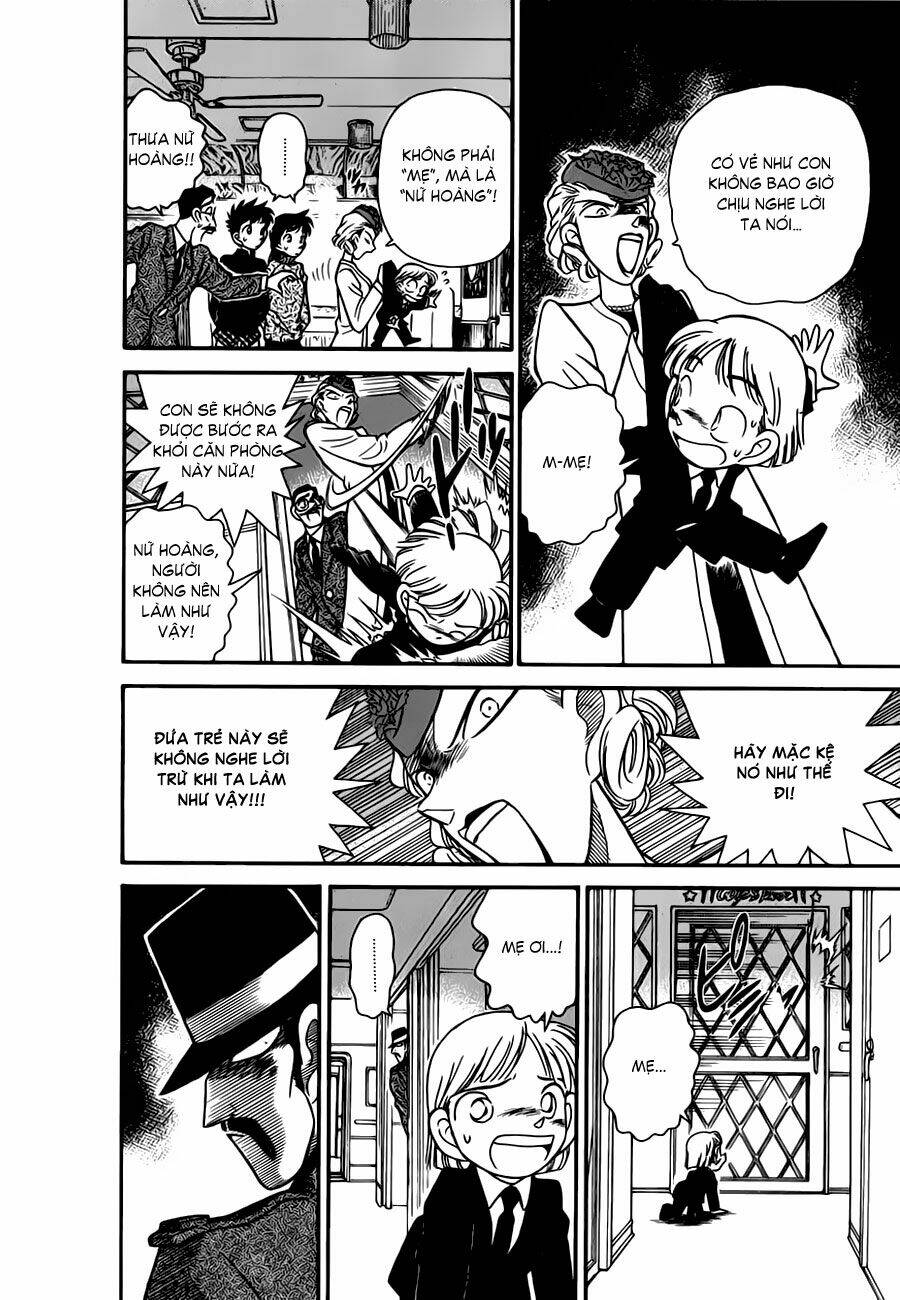 CÓ VẺ NHƯ CON
KHÔNG BAO GIỜ
CHỊU NGHE LỜI
TA NÓI...
M-MẸ!
KHÔNG PHẢI
"MẸ", MÀ LÀ
"NỮ HOÀNG"!
.......
THƯA NỮ
HOÀNG!!
CON SẼ KHÔNG
ĐƯỢC BƯỚC RA
KHỎI CĂN PHÒNG
NÀY NỮA!
NỮ HOÀNG,
NGƯỜI
KHÔNG NÊN
LÀM NHƯ
VẬY!
HÃY MẶC KỆ
NÓ NHƯ THẾ
ĐI!
ĐỨA TRẺ NÀY SẼ
KHÔNG NGHE LỜI
TRỪ KHI TA LÀM
NHƯ VẬY!!!
MẸ...
MẸ ƠI...!
.......